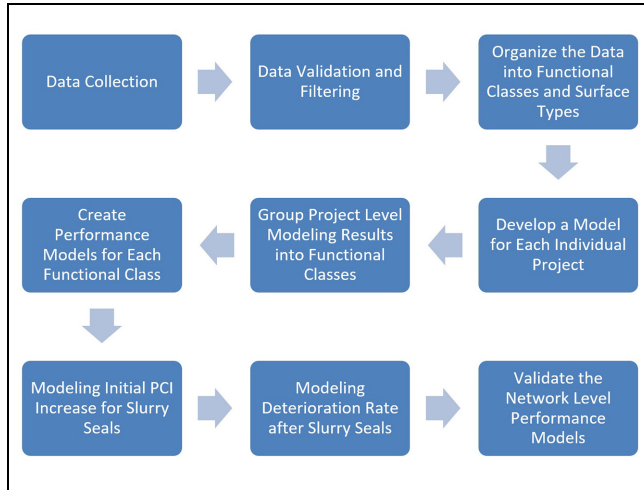 Data Collection
Data Validation and
Filtering
Organize the Data
into Functional
Classes and Surface
Types
Develop a Model
for Each Individual
Project
Group Project Level
Modeling Results
into Functional
Classes
Create
Performance
Models for Each
Functional Class
Modeling Initial PCI
Increase for Slurry
Seals
Modeling
Deterioration Rate
after Slurry Seals
Validate the
Network Level
Performance
Models